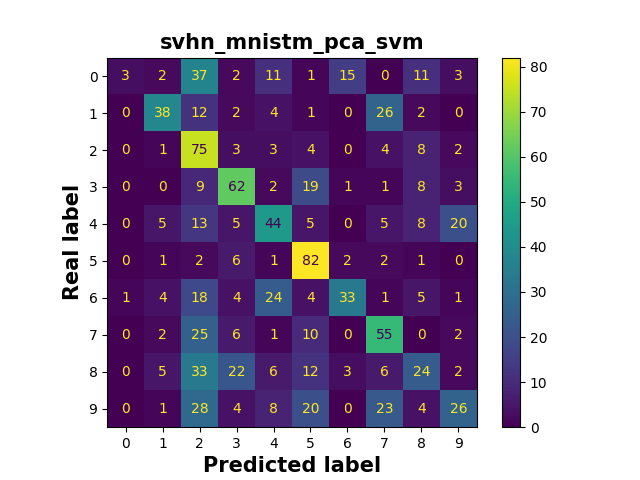 svhn_mnistm_pca_svm
0 3 2 37 2 11 1 15 0 11 3
1 0 38 12 2 4 1 0 26 2 0
2 0 1 75 3 3 4 0 4 8 2
3 0 0 9 62 2 19 1 1 8 3
4 0 5 13 5 44 5 0 5 8 20
5 0 1 2 6 1 82 2 2 1 0
6 1 4 18 4 24 4 33 1 5 1
7 0 2 25 6 1 10 0 55 0 2
8 0 5 33 22 6 12 3 6 24 2
9 0 1 28 4 8 20 0 23 4 26
0 1 2 3 4 5 6 7 8 9
Predicted label
Real label
80
70
60
50
40
30
20
10
0